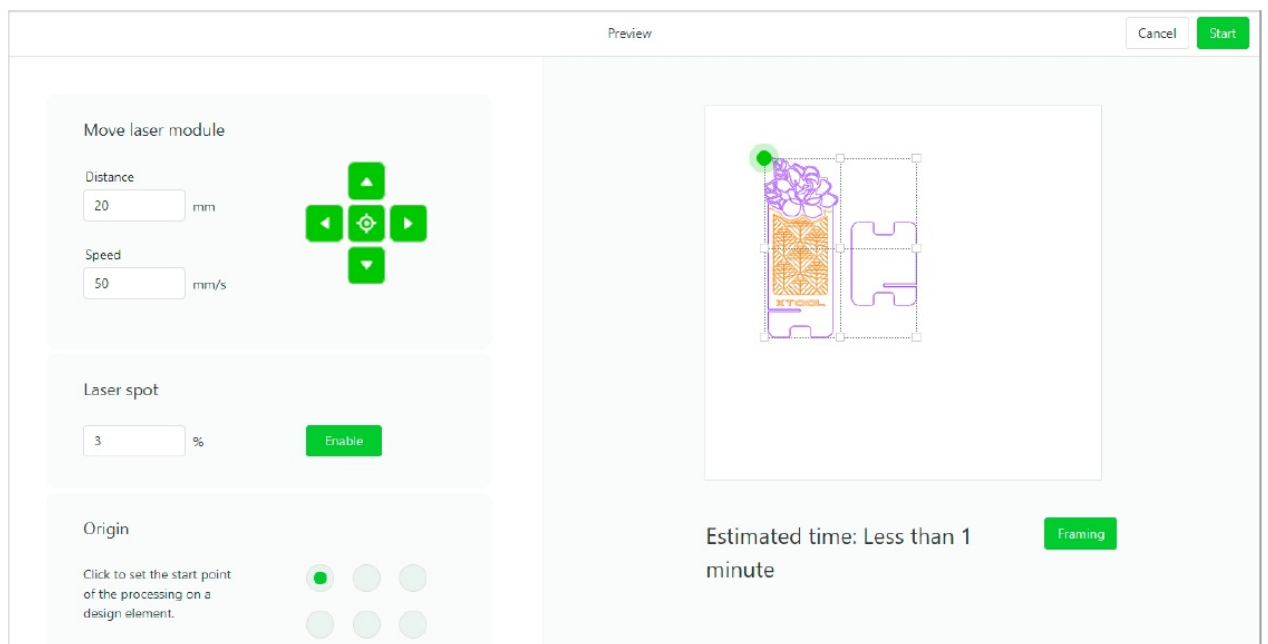 Preview
Cancel
Start
Move laser module
Distance
20 mm
Speed
50 mm/s
Laser spot
3 %
Enable
Origin
Click to set the start point
of the processing on a
design element.
XTOOL
Estimated time: Less than 1
minute
Framing